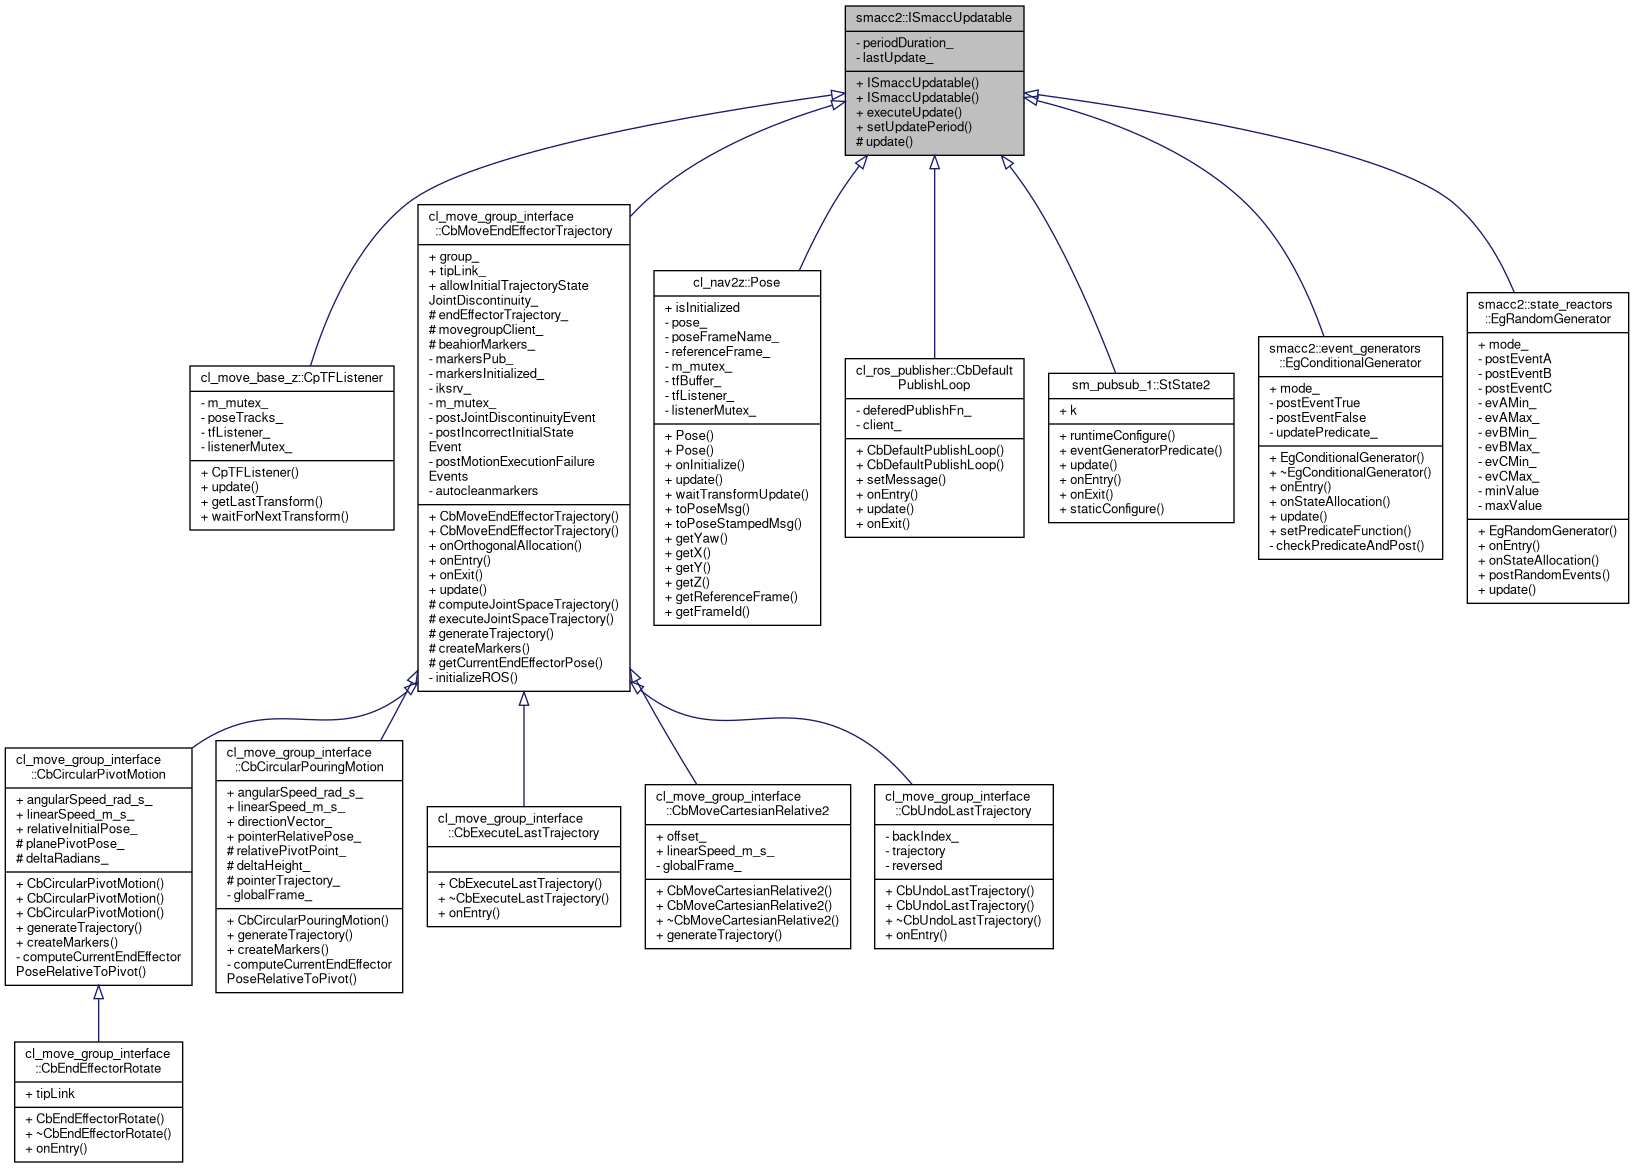 smacc2::ISmaccUpdatable
- periodDuration_
- lastUpdate_
+ ISmaccUpdatable()
+ ISmaccUpdatable()
+ executeUpdate()
+ setUpdatePeriod()
# update()
cl_move_base_z::CpTFListener
- m_mutex_
- poseTracks_
- tfListener_
- listenerMutex_
+ CpTFListener()
+ update()
+ getLastTransform()
+ waitForNextTransform()
cl_move_group_interface
::CbMoveEndEffectorTrajectory
+ group_
+ tipLink_
+ allowInitialTrajectoryState
JointDiscontinuity_
# endEffectorTrajectory_
# movegroupClient_
# beahiorMarkers_
- markersPub_
- markersInitialized_
- iksrv_
- m_mutex_
- postJointDiscontinuityEvent
- postIncorrectInitialState
Event
- postMotionExecutionFailure
Events
- autocleanmarkers
+ CbMoveEndEffectorTrajectory()
+ CbMoveEndEffectorTrajectory()
+ onOrthogonalAllocation()
+ onEntry()
+ onExit()
+ update()
# computeJointSpaceTrajectory()
# executeJointSpaceTrajectory()
# generateTrajectory()
# createMarkers()
# getCurrentEndEffectorPose()
- initializeROS()
cl_nav2z::Pose
+ isInitialized
- pose_
- poseFrameName_
- referenceFrame_
- m_mutex_
- tfBuffer_
- tfListener_
- listenerMutex_
+ Pose()
+ Pose()
+ onInitialize()
+ update()
+ waitTransformUpdate()
+ toPoseMsg()
+ toPoseStampedMsg()
+ getYaw()
+ getX()
+ getY()
+ getZ()
+ getReferenceFrame()
+ getFrameId()
cl_ros_publisher::CbDefault
PublishLoop
- deferedPublishFn_
- client_
+ CbDefaultPublishLoop()
+ CbDefaultPublishLoop()
+ setMessage()
+ onEntry()
+ update()
+ onExit()
sm_pubsub_1::StState2
+ k
+ runtimeConfigure()
+ eventGeneratorPredicate()
+ update()
+ onEntry()
+ onExit()
+ staticConfigure()
smacc2::event_generators
::EgConditionalGenerator
+ mode_
- postEventTrue
- postEventFalse
- updatePredicate_
+ EgConditionalGenerator()
+ ~EgConditionalGenerator()
+ onEntry()
+ onStateAllocation()
+ update()
+ setPredicateFunction()
- checkPredicateAndPost()
smacc2::state_reactors
::EgRandomGenerator
+ mode_
- postEventA
- postEventB
- postEventC
- evAMin_
- evAMax_
- evBMin_
- evBMax_
- evCMin_
- evCMax_
- minValue
- maxValue
+ EgRandomGenerator()
+ onEntry()
+ onStateAllocation()
+ postRandomEvents()
+ update()
cl_move_group_interface
::CbCircularPivotMotion
+ angularSpeed_rad_s_
+ linearSpeed_m_s_
+ relativeInitialPose_
# planePivotPose_
# deltaRadians_
+ CbCircularPivotMotion()
+ CbCircularPivotMotion()
+ CbCircularPivotMotion()
+ generateTrajectory()
+ createMarkers()
- computeCurrentEndEffector
PoseRelativeToPivot()
cl_move_group_interface
::CbCircularPouringMotion
+ angularSpeed_rad_s_
+ linearSpeed_m_s_
+ directionVector_
+ pointerRelativePose_
# relativePivotPoint_
# deltaHeight_
# pointerTrajectory_
- globalFrame_
+ CbCircularPouringMotion()
+ generateTrajectory()
+ createMarkers()
- computeCurrentEndEffector
PoseRelativeToPivot()
cl_move_group_interface
::CbExecuteLastTrajectory
+ CbExecuteLastTrajectory()
+ ~CbExecuteLastTrajectory()
+ onEntry()
cl_move_group_interface
::CbMoveCartesianRelative2
+ offset_
+ linearSpeed_m_s_
- globalFrame_
+ CbMoveCartesianRelative2()
+ CbMoveCartesianRelative2()
+ ~CbMoveCartesianRelative2()
+ generateTrajectory()
cl_move_group_interface
::CbUndoLastTrajectory
- backIndex_
- trajectory
- reversed
+ CbUndoLastTrajectory()
+ CbUndoLastTrajectory()
+ ~CbUndoLastTrajectory()
+ onEntry()
cl_move_group_interface
::CbEndEffectorRotate
+ tipLink
+ CbEndEffectorRotate()
+ ~CbEndEffectorRotate()
+ onEntry()